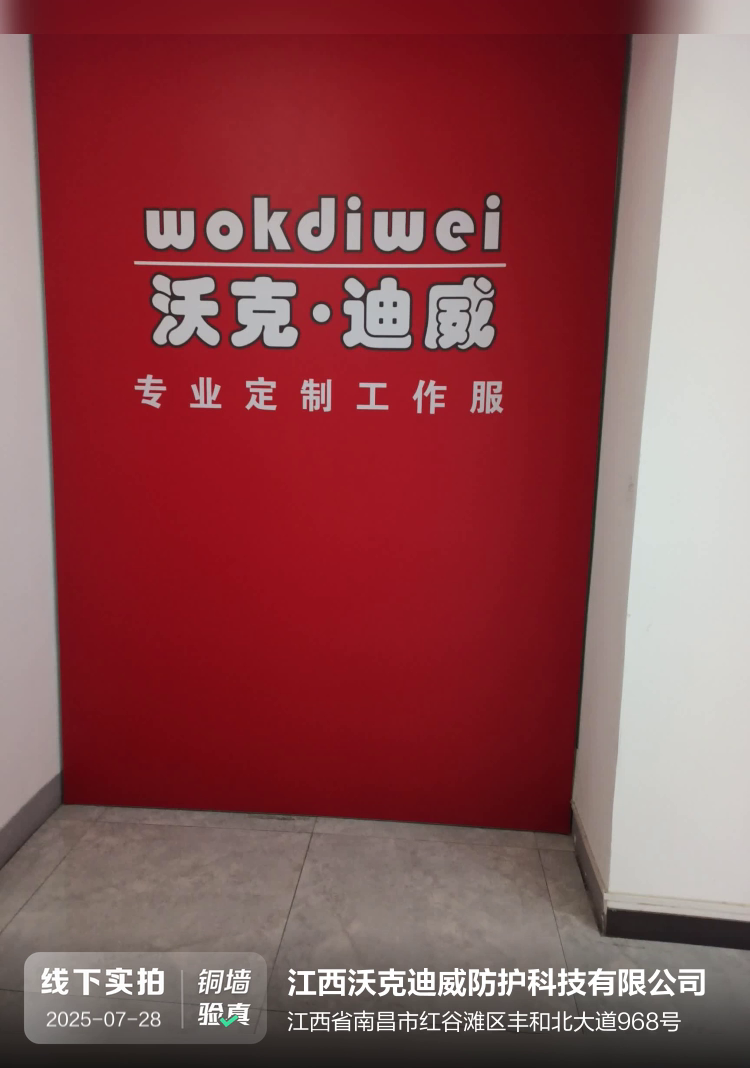 wokdiwei
沃克·迪威
专业定制工作服
线下实拍
2025-07-28
铜墙
验真
江西沃克迪威防护科技有限公司
江西省南昌市红谷滩区丰和北大道968号